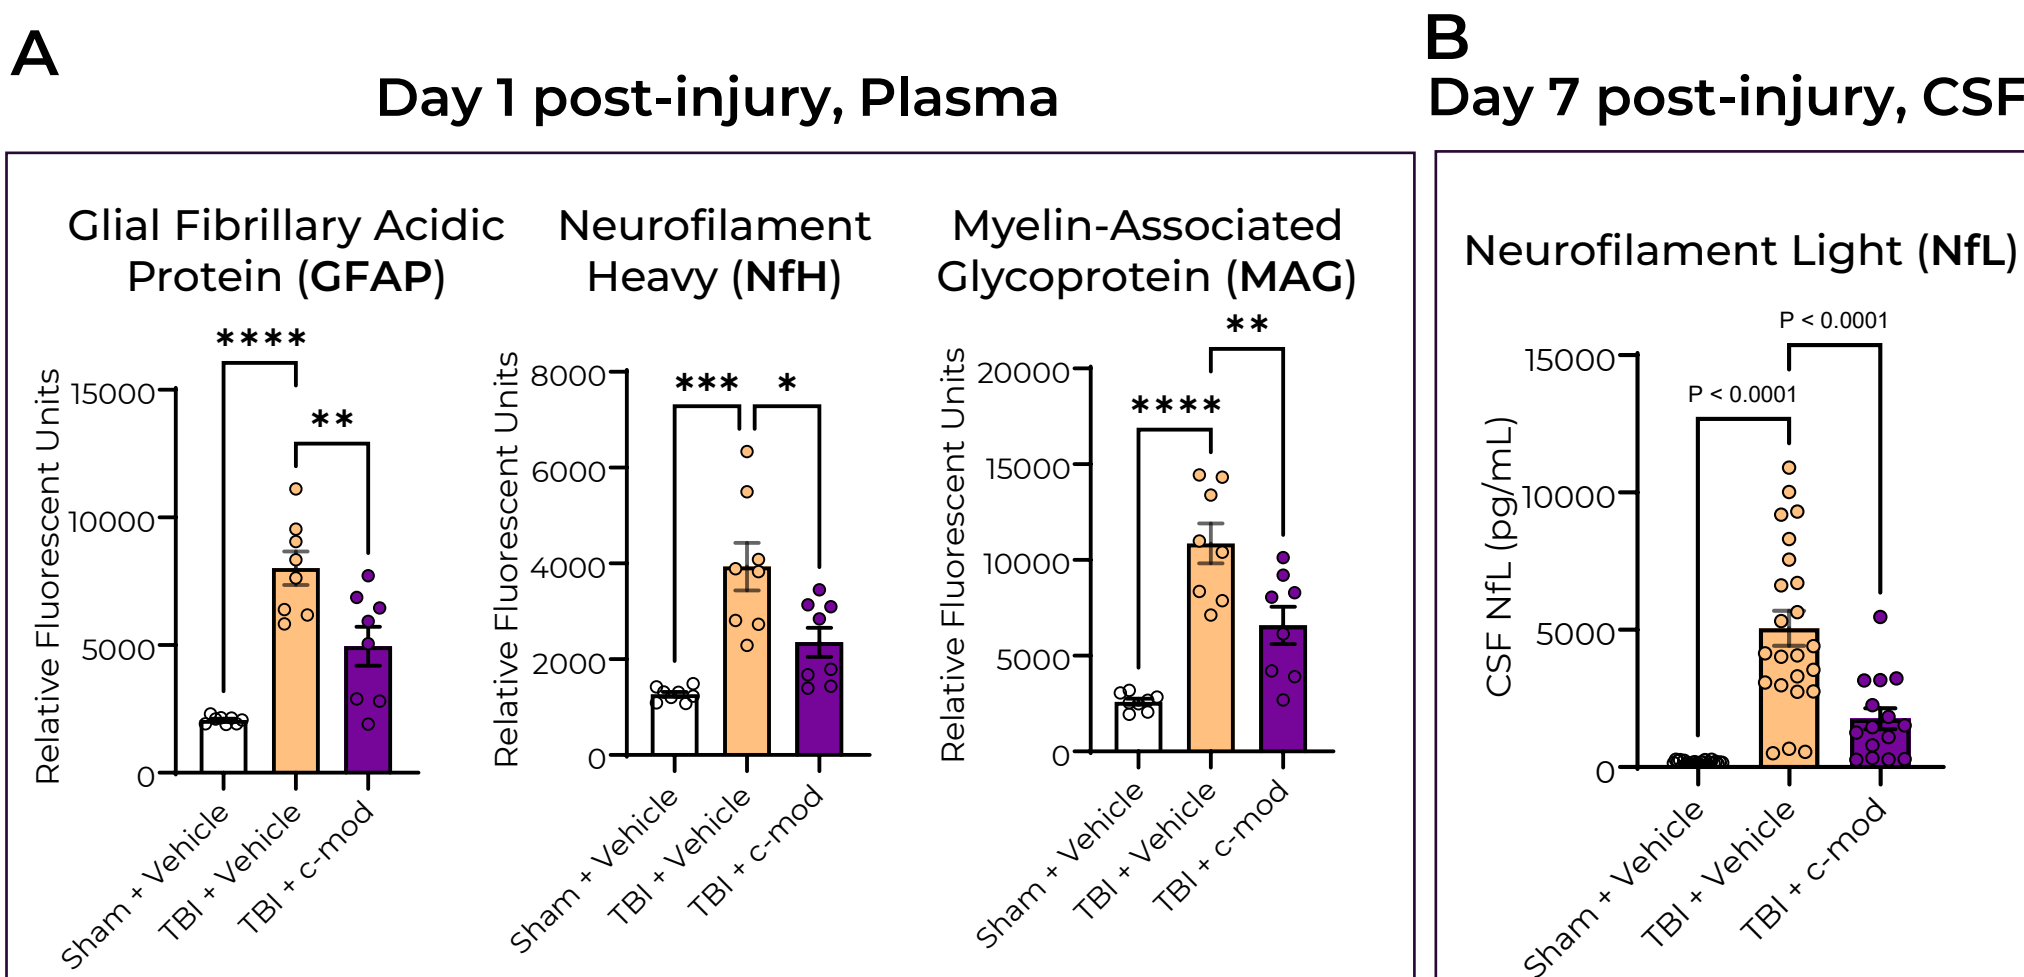 A
Day 1 post-injury, Plasma
Glial Fibrillary Acidic
Protein (GFAP)
****
**
Relative Fluorescent Units
15000
10000
5000
0
Sham + Vehicle
TBI + Vehicle
TBI + c-mod
Neurofilament
Heavy (NfH)
***
*
Relative Fluorescent Units
8000
6000
4000
2000
0
Sham + Vehicle
TBI + Vehicle
TBI + c-mod
Myelin-Associated
Glycoprotein (MAG)
**
****
Relative Fluorescent Units
20000
15000
10000
5000
0
Sham + Vehicle
TBI + Vehicle
TBI + c-mod
B
Day 7 post-injury, CSF
Neurofilament Light (NfL)
P < 0.0001
P < 0.0001
CSF NfL (pg/mL)
15000
10000
5000
0
Sham + Vehicle
TBI + Vehicle
TBI + c-mod